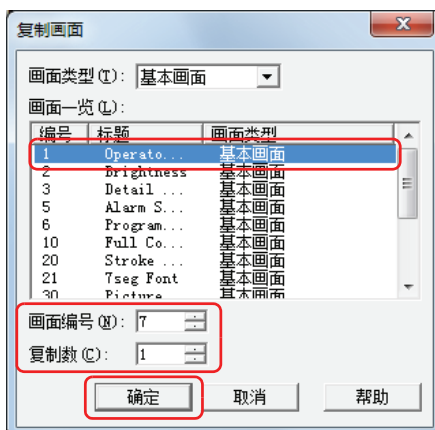 复制画面
画面类型(T): 基本画面
画面一览(L):
编号 标题 画面类型
1 Operato... 基本画面
2 Brightness 基本画面
3 Detail ... 基本画面
5 Alarm S... 基本画面
6 Program... 基本画面
10 Full Co... 基本画面
20 Stroke ... 基本画面
21 7seg Font 基本画面
30 Picture 基本画面
画面编号(N): 7
复制数(C): 1
确定 取消 帮助